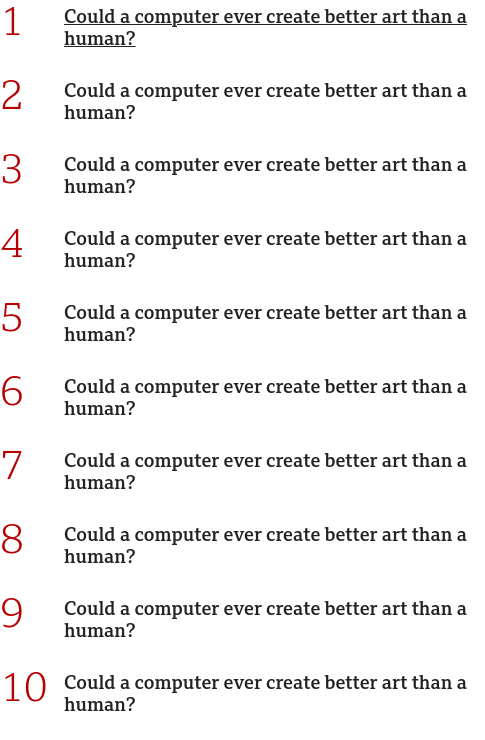 1 Could a computer ever create better art than a
human?
2 Could a computer ever create better art than a
human?
3 Could a computer ever create better art than a
human?
4 Could a computer ever create better art than a
human?
5 Could a computer ever create better art than a
human?
6 Could a computer ever create better art than a
human?
7 Could a computer ever create better art than a
human?
8 Could a computer ever create better art than a
human?
9 Could a computer ever create better art than a
human?
10 Could a computer ever create better art than a
human?